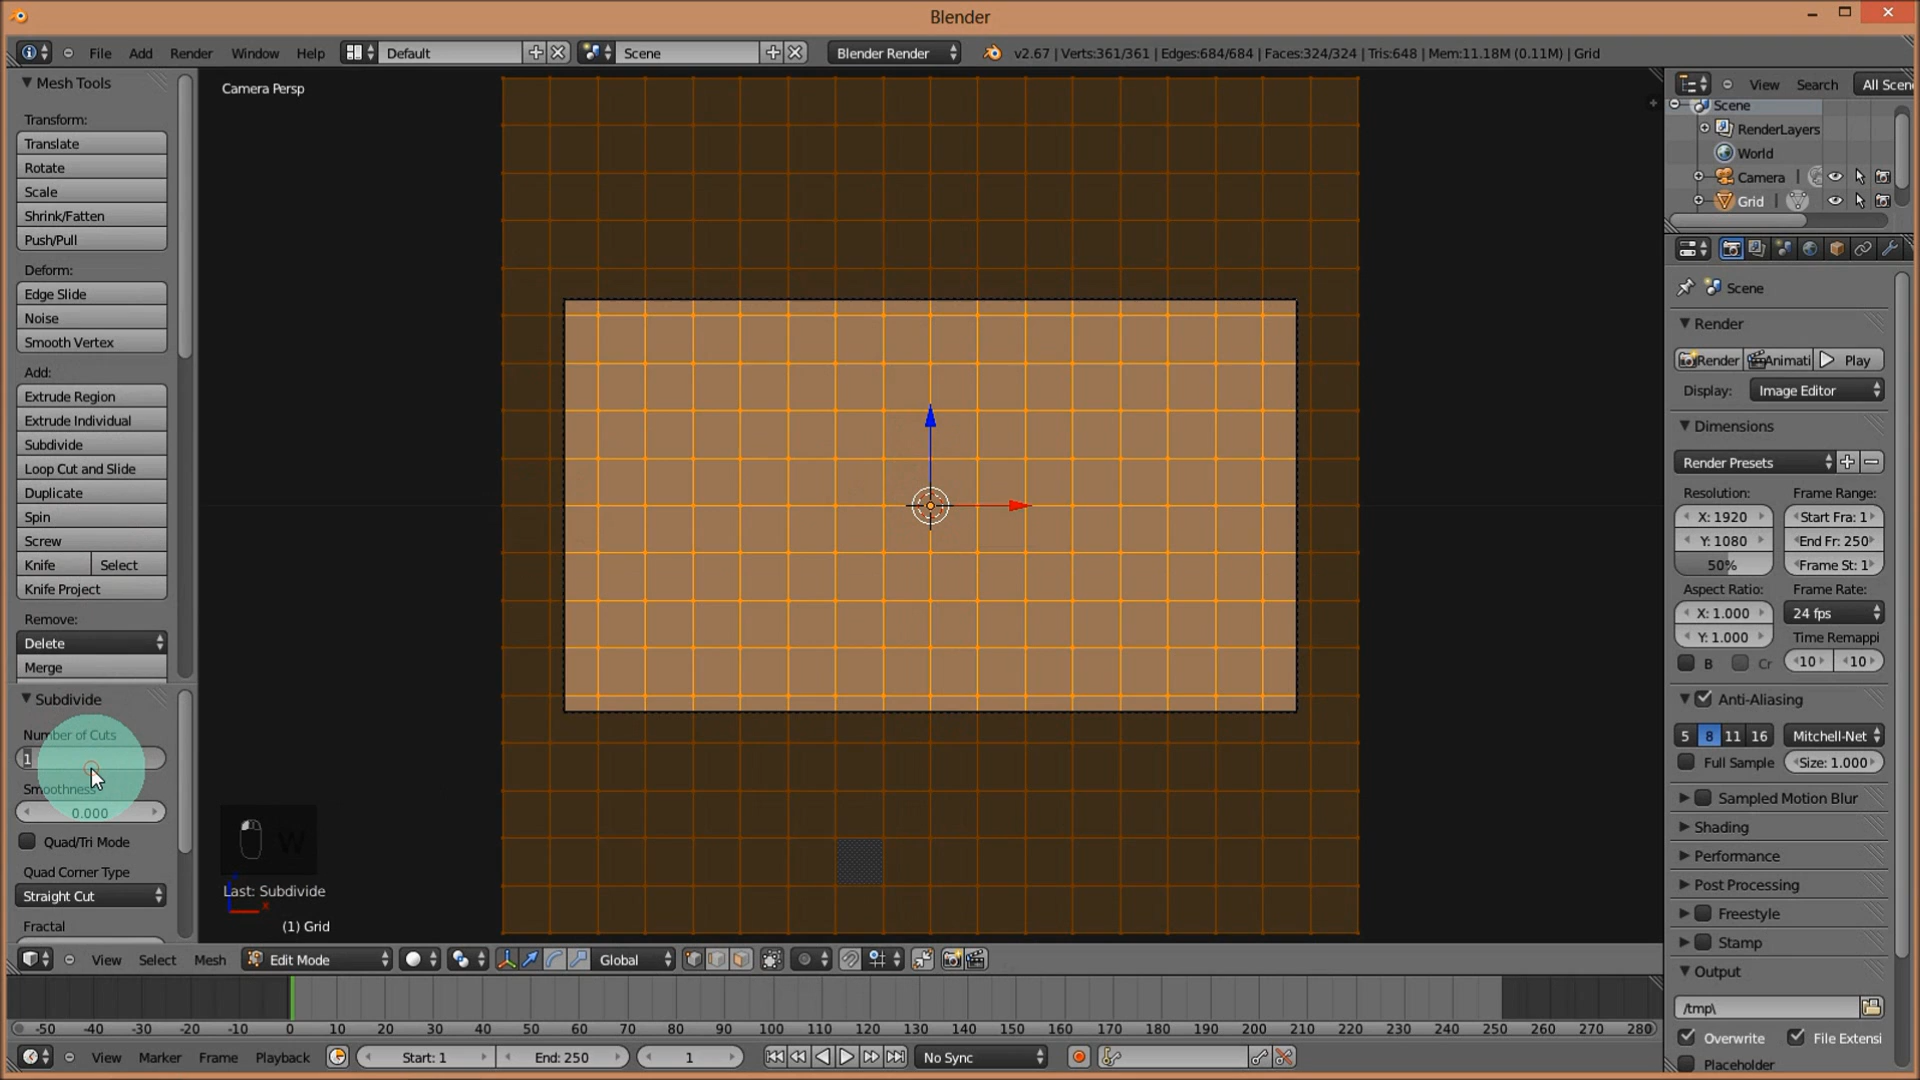 Blender
File Add Render Window Help Default Scene Blender Render v2.67 | Verts:361/361 | Edges:684/684 | Faces:324/324 | Tris:648 | Mem:11.18M (0.11M) | Grid
Mesh Tools
Transform:
Translate
Rotate
Scale
Shrink/Fatten
Push/Pull
Deform:
Edge Slide
Noise
Smooth Vertex
Add:
Extrude Region
Extrude Individual
Subdivide
Loop Cut and Slide
Duplicate
Spin
Screw
Knife Select
Knife Project
Remove:
Delete
Merge
Subdivide
Number of Cuts
1
Smoothness
0.000
Quad/Tri Mode
Quad Corner Type
Straight Cut
Fractal
Camera Persp
W
Last: Subdivide
x
(1) Grid
View Search All Scen
Scene
RenderLayers
World
Camera |
Grid |
Scene
Render
Render Animati Play
Display: Image Editor
Dimensions
Render Presets
Resolution: Frame Range:
X: 1920 Start Fra: 1
Y: 1080 End Fr: 250
50% Frame St: 1
Aspect Ratio: Frame Rate:
X: 1.000 24 fps
Y: 1.000 Time Remappi
B Cr 10 10
Anti-Aliasing
5 8 11 16 Mitchell-Net
Full Sample Size: 1.000
Sampled Motion Blur
Shading
Performance
Post Processing
Freestyle
Stamp
Output
/tmp\
Overwrite File Extensi
Placeholder
View Select Mesh Edit Mode Global
-50 -40 -30 -20 -10 0 10 20 30 40 50 60 70 80 90 100 110 120 130 140 150 160 170 180 190 200 210 220 230 240 250 260 270 280
View Marker Frame Playback Start: 1 End: 250 1 No Sync